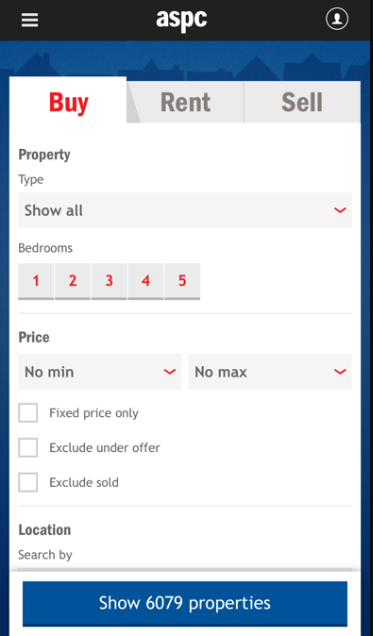 aspc
Buy Rent Sell
Property
Type
Show all
Bedrooms
1 2 3 4 5
Price
No min No max
Fixed price only
Exclude under offer
Exclude sold
Location
Search by
Show 6079 properties